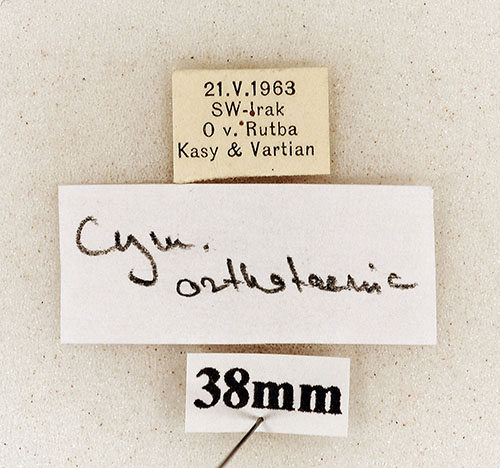 21.V.1963
SW-Irak
O v. Rutba
Kasy & Vartian
Cym.
orthotaenia
38mm